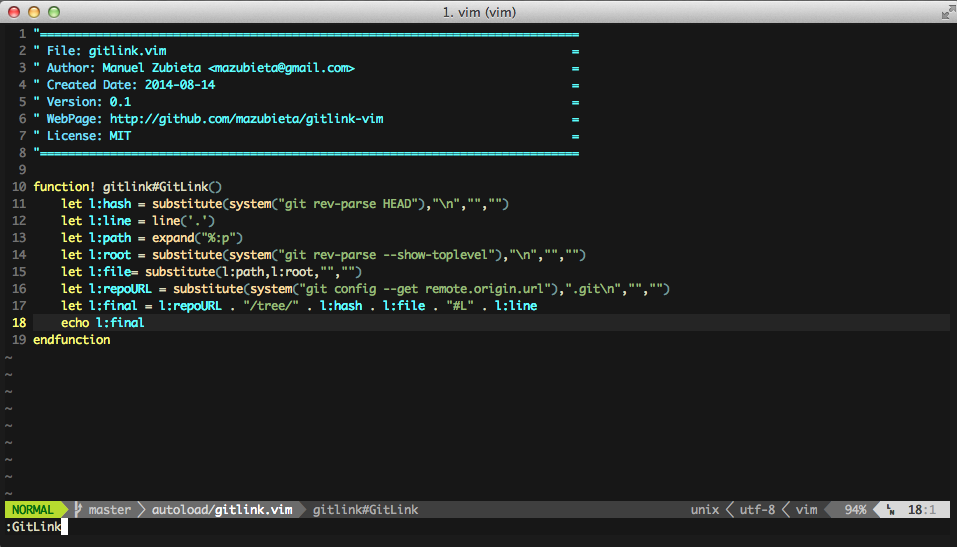 1. vim (vim)
1 "=============================================================================
2 " File: gitlink.vim =
3 " Author: Manuel Zubieta <mazubieta@gmail.com> =
4 " Created Date: 2014-08-14 =
5 " Version: 0.1 =
6 " WebPage: http://github.com/mazubieta/gitlink-vim =
7 " License: MIT =
8 "=============================================================================
9
10 function! gitlink#GitLink()
11 let l:hash = substitute(system("git rev-parse HEAD"),"\n","","")
12 let l:line = line('.')
13 let l:path = expand("%:p")
14 let l:root = substitute(system("git rev-parse --show-toplevel"),"\n","","")
15 let l:file= substitute(l:path,l:root,"","")
16 let l:repoURL = substitute(system("git config --get remote.origin.url"),".git\n","","")
17 let l:final = l:repoURL . "/tree/" . l:hash . l:file . "#L" . l:line
18 echo l:final
19 endfunction
~
~
~
~
~
~
~
~
~
NORMAL master autoload/gitlink.vim gitlink#GitLink unix utf-8 vim 94% LN 18:1
:GitLink